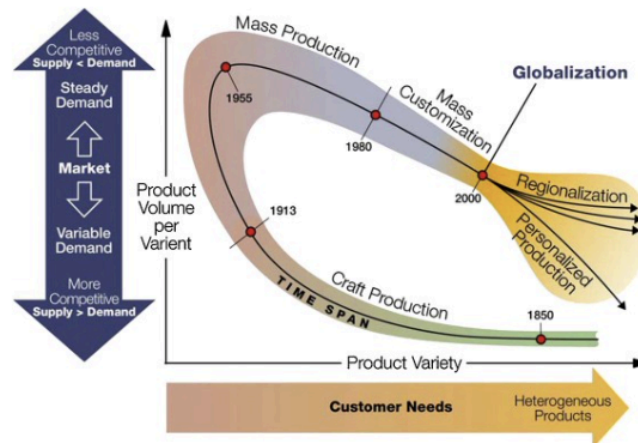 Less
Competitive
Supply < Demand
Steady
Demand
Market
Variable
Demand
More
Competitive
Supply > Demand
Product
Volume
per
Varient
Mass Production
1955
1980
Mass
Customization
Globalization
2000
Regionalization
Personalized
Production
1913
TIME SPAN
Craft Production
1850
Product Variety
Customer Needs
Heterogeneous
Products